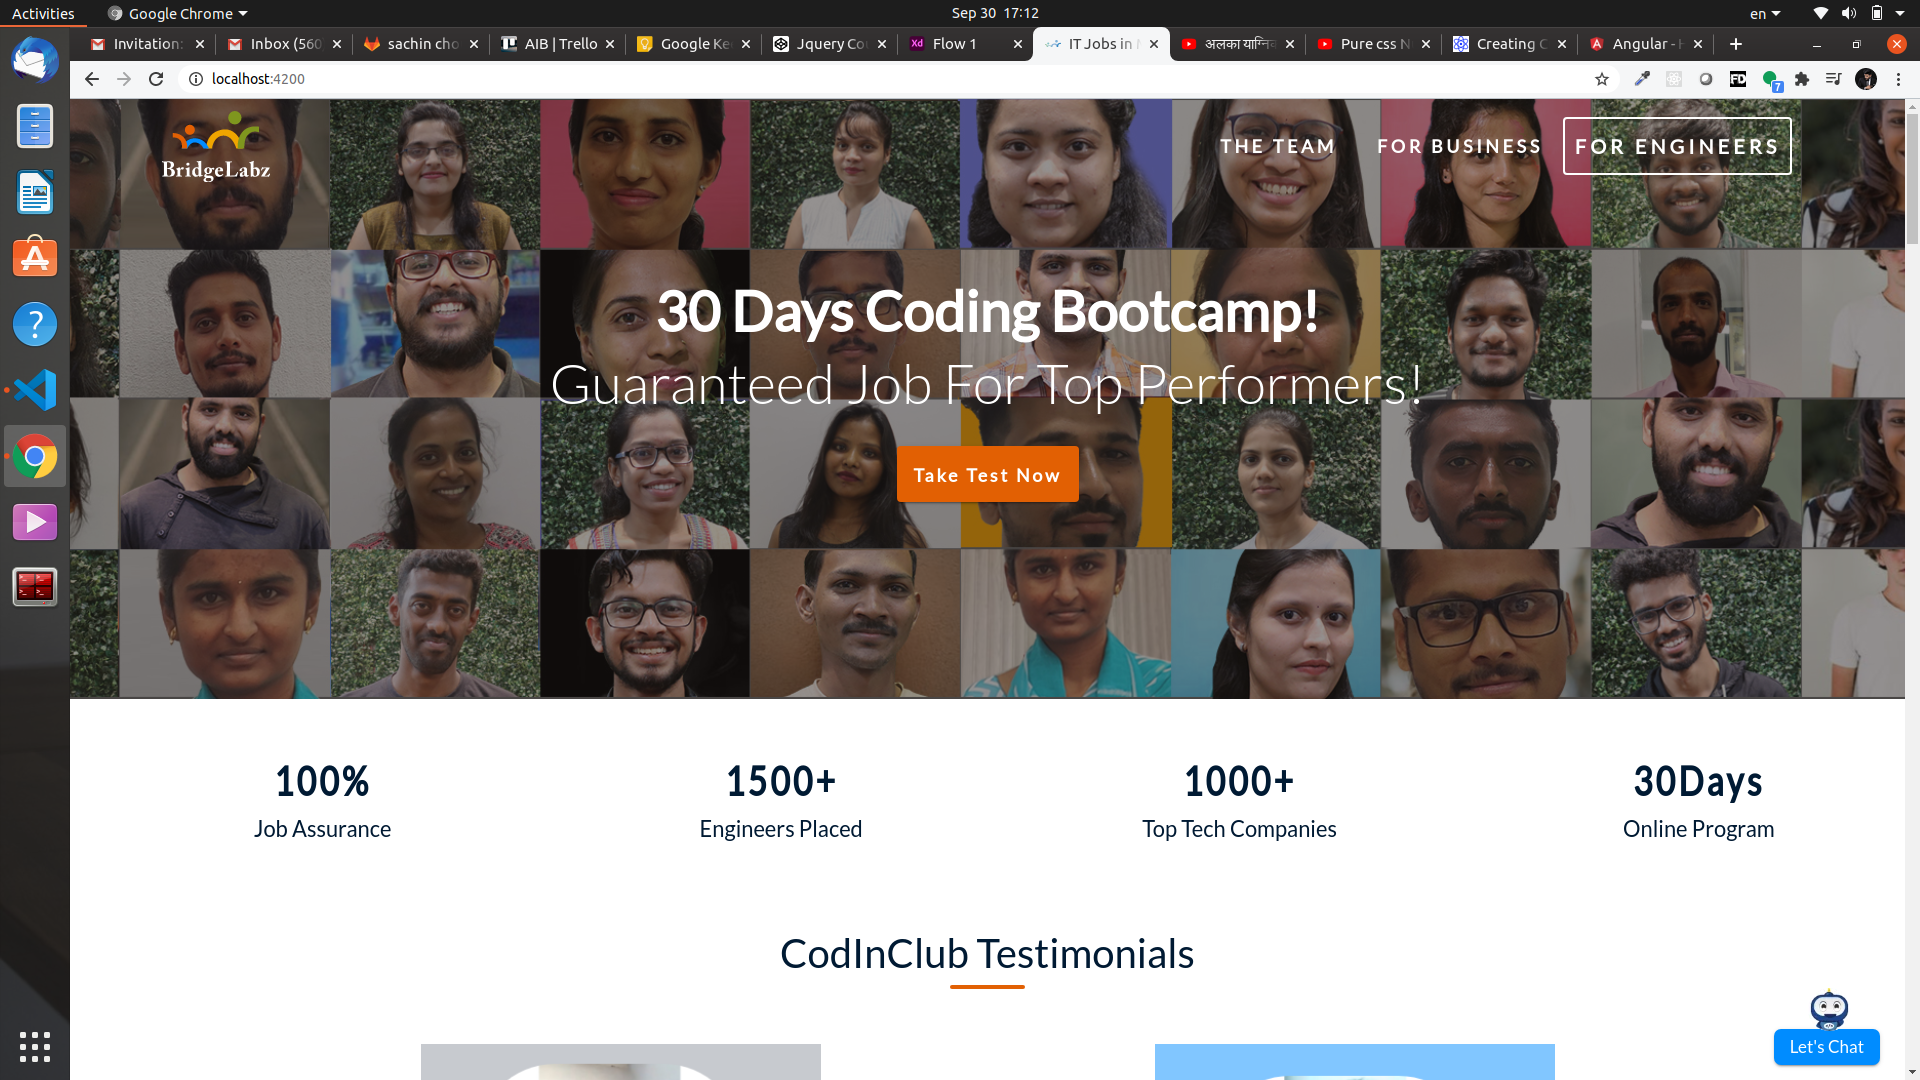 Activities
Google Chrome
Sep 30 17:12
en
Invitation:
Inbox (560
sachin cho
AIB | Trello
Google Ke
Jquery Co
Flow 1
IT Jobs in
अलका याग्नि
Pure css N
Creating C
Angular -
localhost:4200
FD
7
BridgeLabz
THE TEAM
FOR BUSINESS
FOR ENGINEERS
30 Days Coding Bootcamp!
Guaranteed Job For Top Performers!
Take Test Now
100%
Job Assurance
1500+
Engineers Placed
1000+
Top Tech Companies
30Days
Online Program
CodInClub Testimonials
Let's Chat